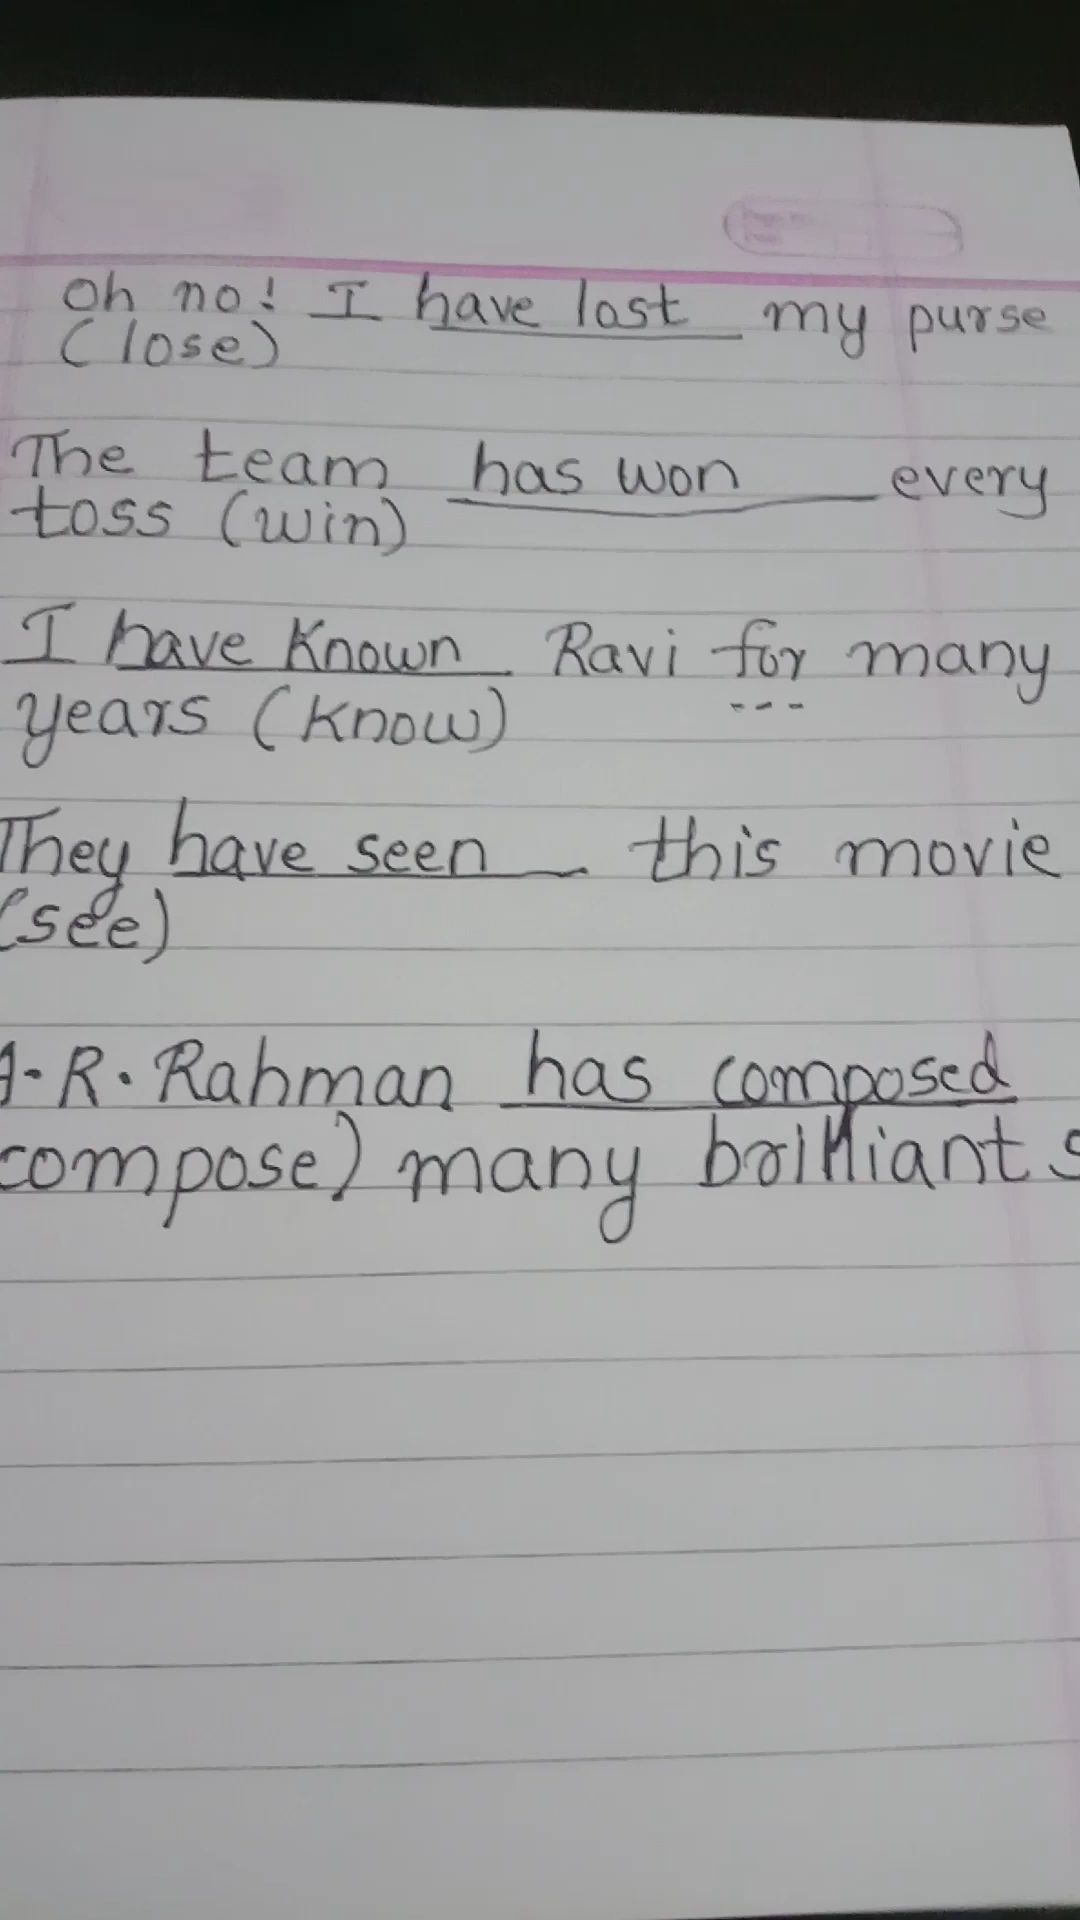 Oh no! I have lost my purse
(lose)
The team has won every
toss (win)
I have known Ravi for many
years (know)
They have seen this movie
(see)
A.R. Rahman has composed
compose) many brilliant s